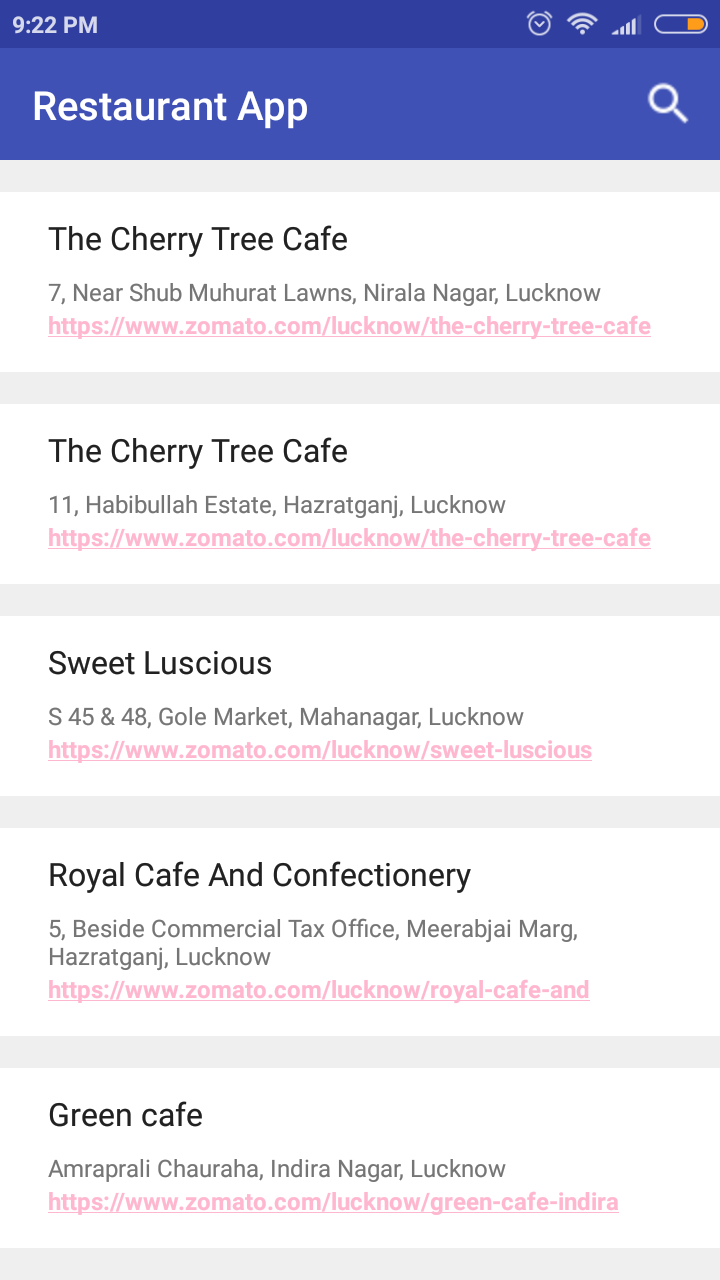 9:22 PM
Restaurant App
The Cherry Tree Cafe
7, Near Shub Muhurat Lawns, Nirala Nagar, Lucknow
https://www.zomato.com/lucknow/the-cherry-tree-cafe
The Cherry Tree Cafe
11, Habibullah Estate, Hazratganj, Lucknow
https://www.zomato.com/lucknow/the-cherry-tree-cafe
Sweet Luscious
S 45 & 48, Gole Market, Mahanagar, Lucknow
https://www.zomato.com/lucknow/sweet-luscious
Royal Cafe And Confectionery
5, Beside Commercial Tax Office, Meerabjai Marg,
Hazratganj, Lucknow
https://www.zomato.com/lucknow/royal-cafe-and
Green cafe
Amraprali Chauraha, Indira Nagar, Lucknow
https://www.zomato.com/lucknow/green-cafe-indira